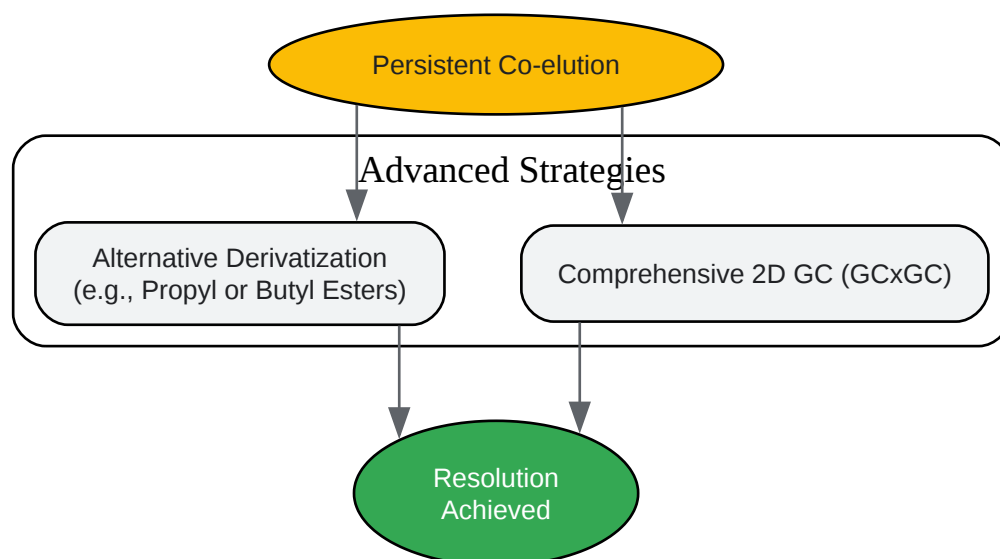 Persistent Co-elution
Advanced Strategies
Alternative Derivatization
(e.g., Propyl or Butyl Esters)
Comprehensive 2D GC (GCxGC)
Resolution
Achieved